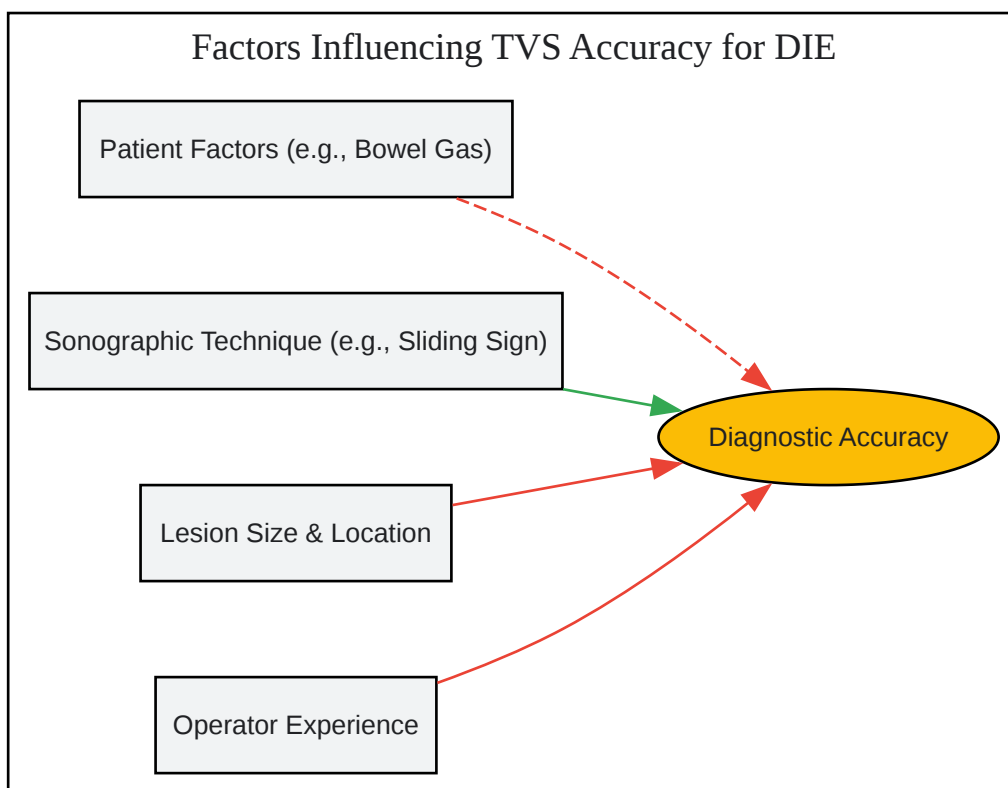 Factors Influencing TVS Accuracy for DIE
Patient Factors (e.g., Bowel Gas)
Sonographic Technique (e.g., Sliding Sign)
Diagnostic Accuracy
Lesion Size & Location
Operator Experience